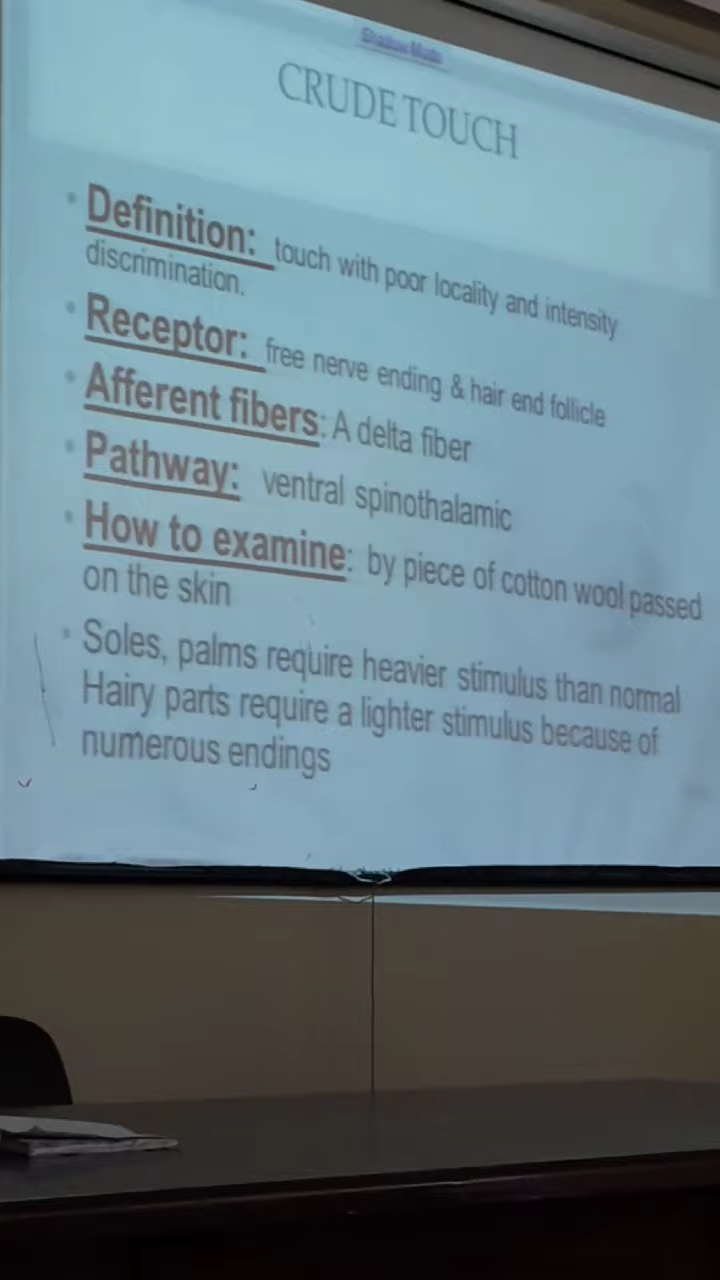 Shadow Mode
CRUDE TOUCH
• Definition: touch with poor locality and intensity
discrimination.
• Receptor: free nerve ending & hair end follicle
• Afferent fibers: A delta fiber
• Pathway: ventral spinothalamic
• How to examine: by piece of cotton wool passed
on the skin
• Soles, palms require heavier stimulus than normal
Hairy parts require a lighter stimulus because of
numerous endings